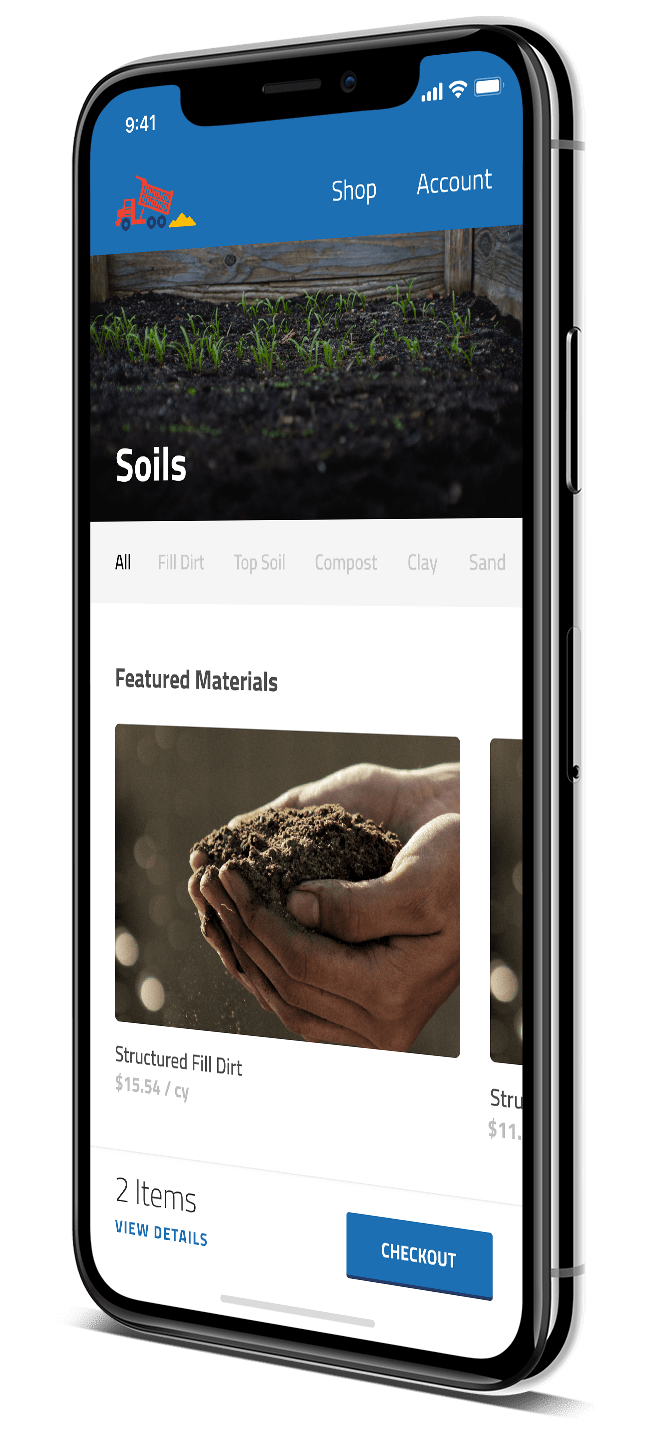 9:41
Shop Account
Soils
All Fill Dirt Top Soil Compost Clay Sand
Featured Materials
Structured Fill Dirt
$15.54 / cy
Stru
$11.
2 Items
VIEW DETAILS
CHECKOUT